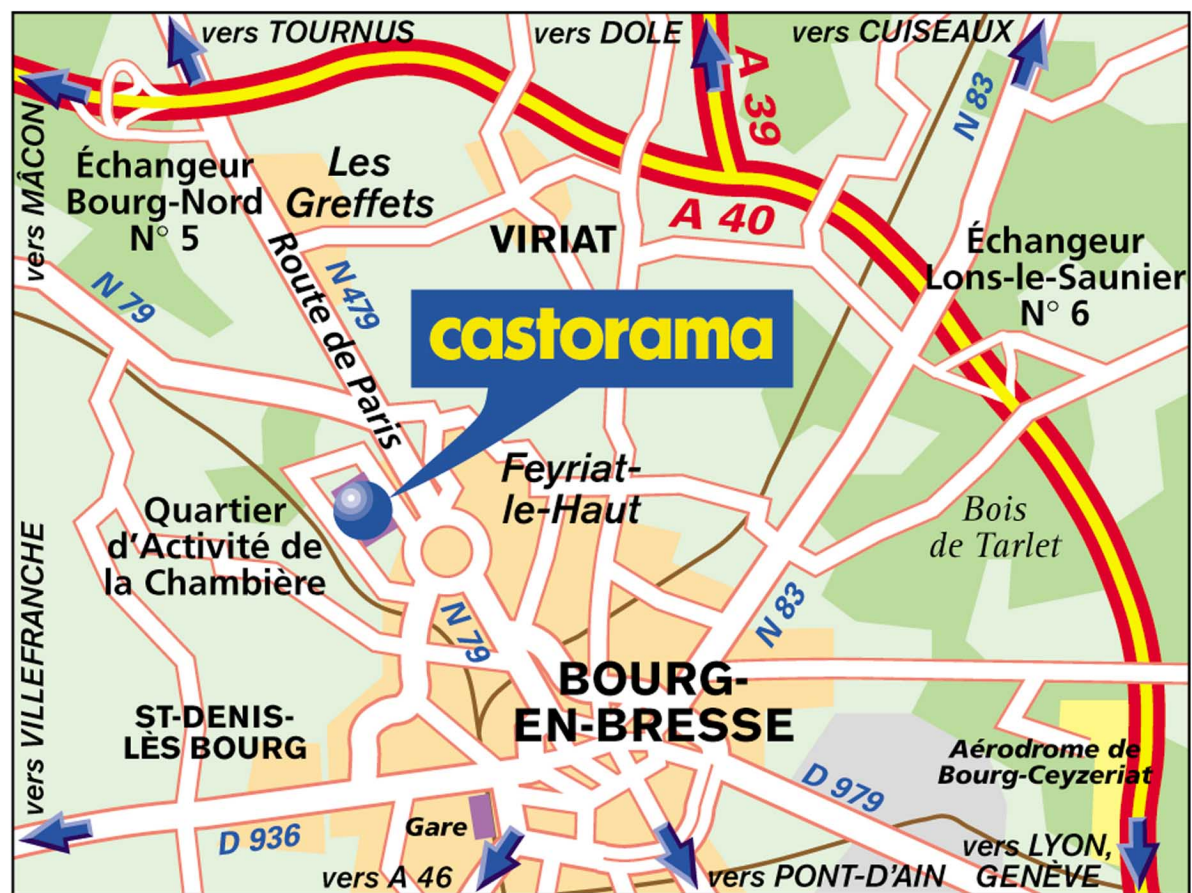 vers TOURNUS
vers DOLE
vers CUISEAUX
A 39
N 83
vers MÂCON
Échangeur
Bourg-Nord
N° 5
Les
Greffets
VIRIAT
A 40
Échangeur
Lons-le-Saunier
N° 6
N 79
Route de Paris
N 479
castorama
Feyriat-
le-Haut
Quartier
d'Activité de
la Chambière
Bois
de Tarlet
vers VILLEFRANCHE
N 79
N 83
BOURG-
EN-BRESSE
ST-DENIS-
LÈS BOURG
Aérodrome de
Bourg-Ceyzeriat
D 979
D 936
Gare
vers A 46
vers PONT-D'AIN
vers LYON,
GENÈVE